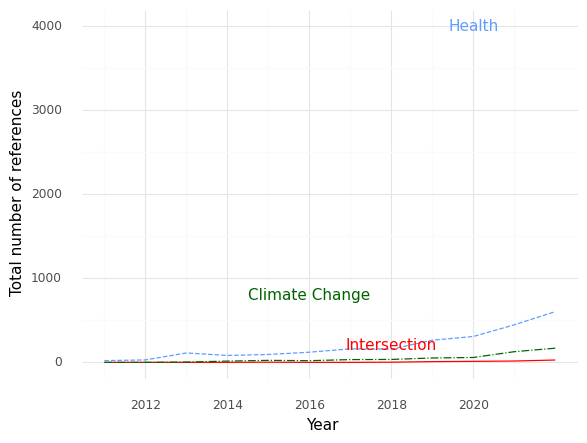 4000
Health
3000
2000
1000
Climate Change
Intersection
0
2012
2014
2016
2018
2020
Year
Total number of references